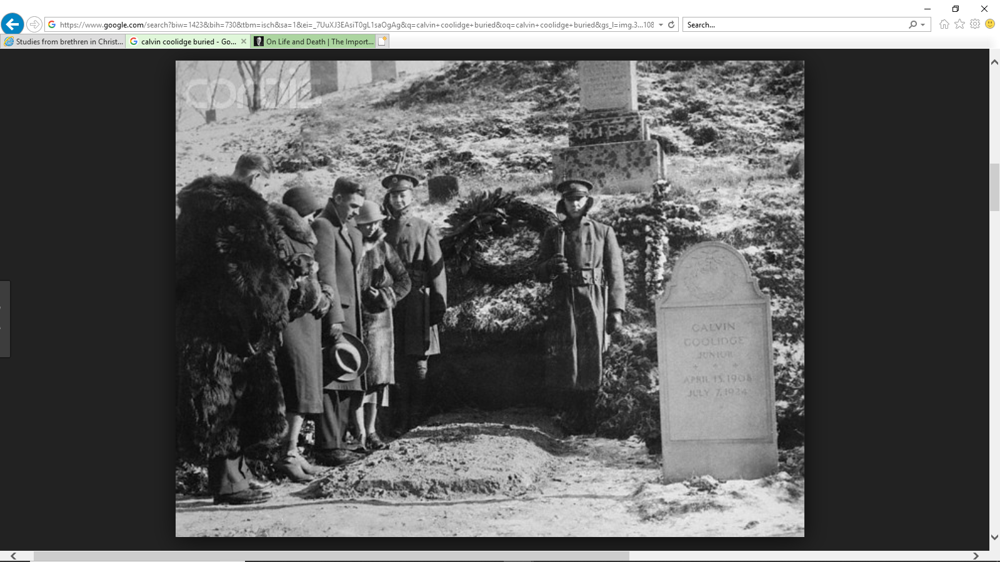 https://www.google.com/search?biw=1423&bih=730&tbm=isch&sa=1&ei=_7UuXJ3EAsiT0gL1saOgAg&q=calvin+coolidge+buried&oq=calvin+coolidge+buried&gs_l=img.3...108
Search...
Studies from brethren in Christ...
calvin coolidge buried - Go...
On Life and Death | The Import...
CALVIN
COOLIDGE
JUNIOR
APRIL 13, 1908
JULY 7, 1924